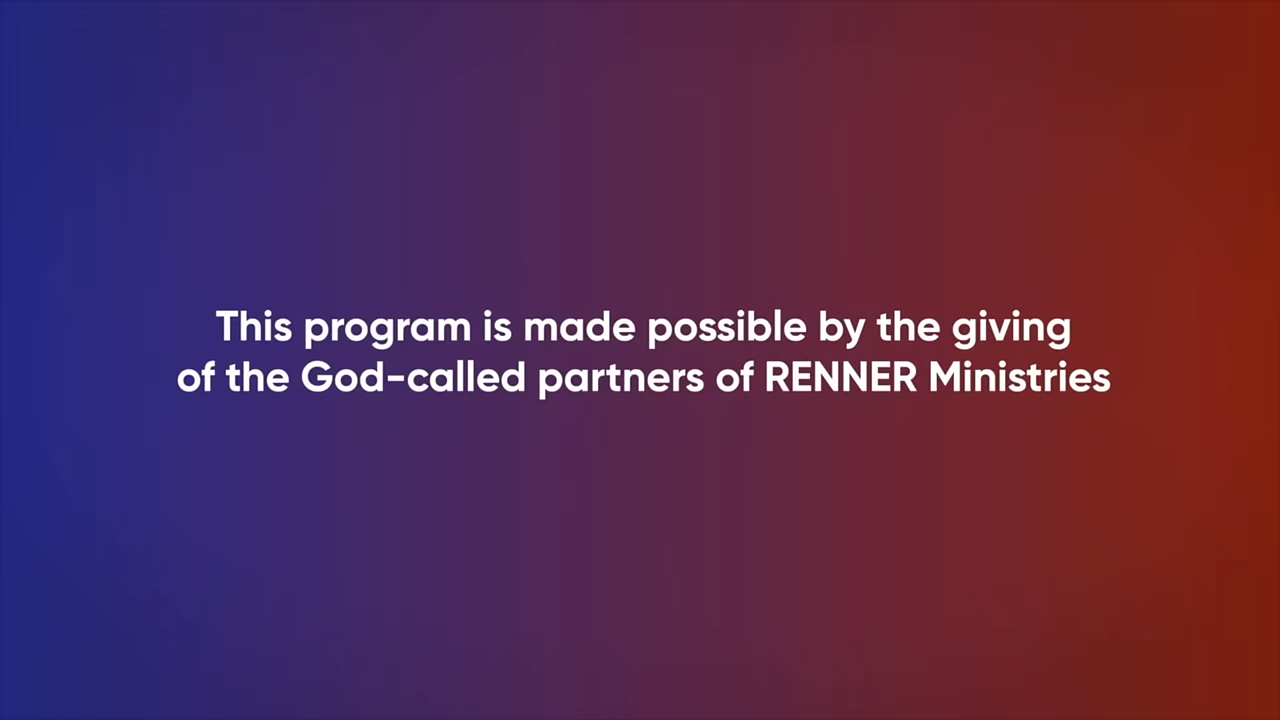 This program is made possible by the giving
of the God-called partners of RENNER Ministries